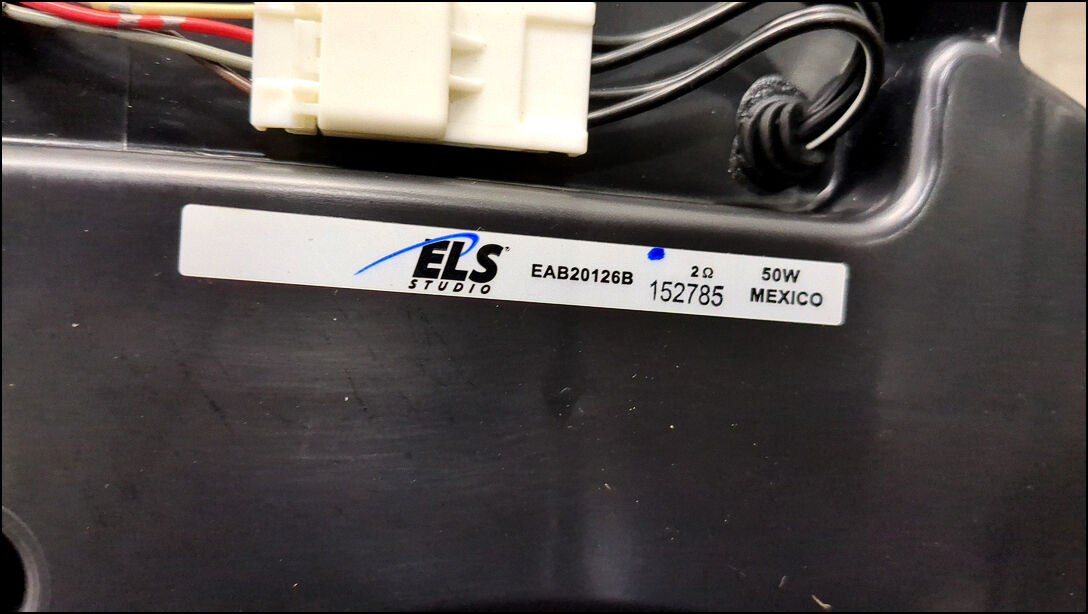 ELS®
STUDIO
EAB20126B
2Ω
152785
50W
MEXICO